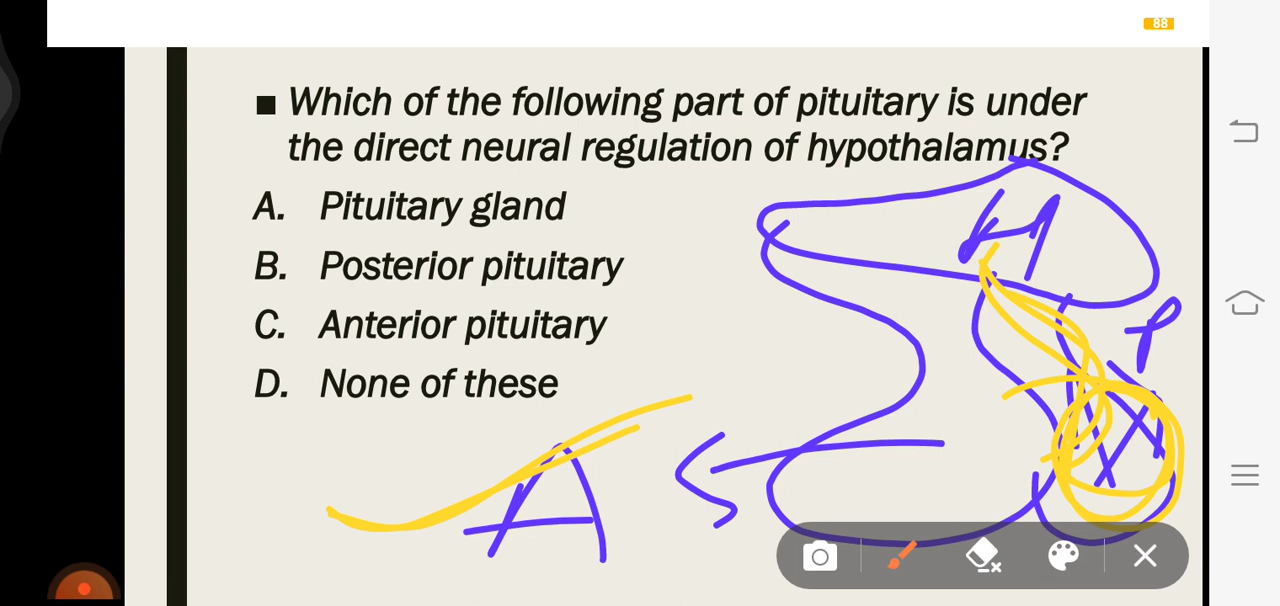 88
■ Which of the following part of pituitary is under
the direct neural regulation of hypothalamus?
A. Pituitary gland
B. Posterior pituitary
C. Anterior pituitary
D. None of these
H
P
A